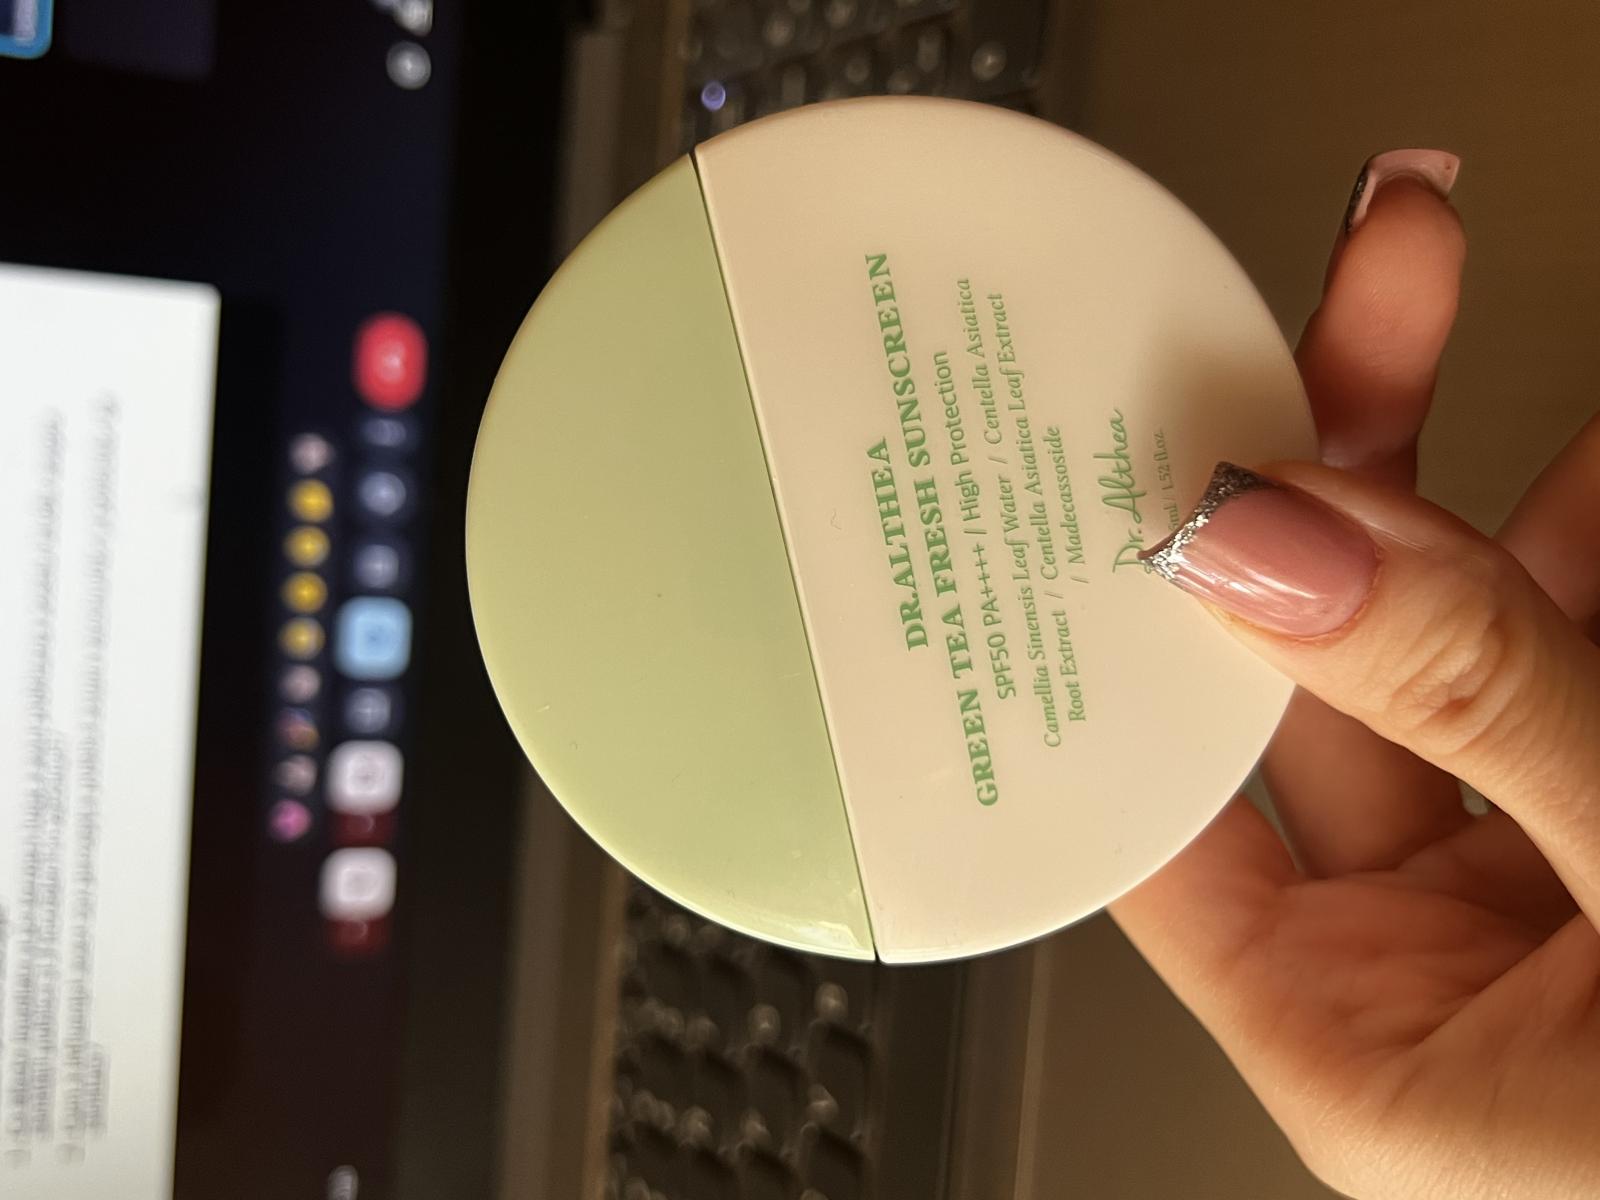 DR.ALTHEA
GREEN TEA FRESH SUNSCREEN
SPF50 PA++++ // High Protection
Camellia Sinensis Leaf Water / Centella Asiatica
Root Extract / Centella Asiatica Leaf Extract
/ Madecassoside
Dr. Althea
/ 1.52 fl.oz.